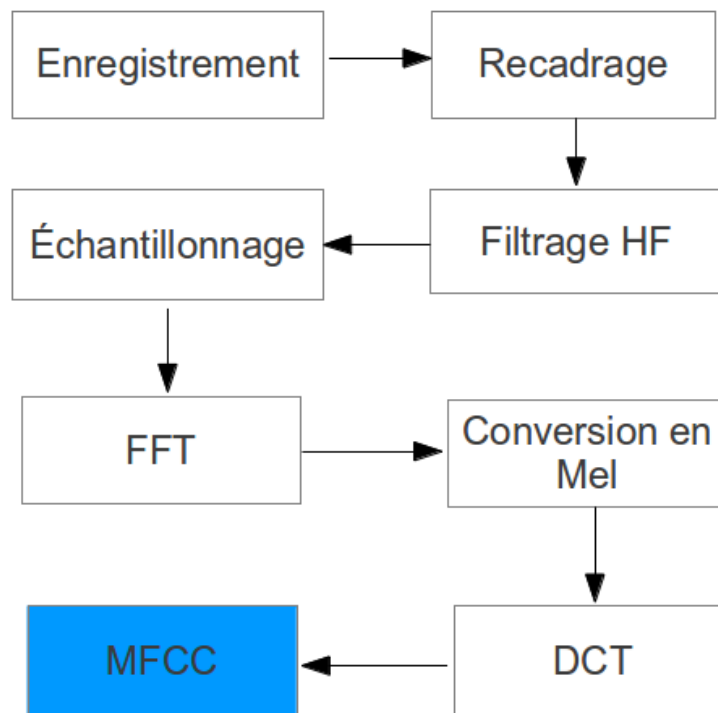 Enregistrement
Recadrage
Filtrage HF
Échantillonnage
FFT
Conversion en
Mel
DCT
MFCC